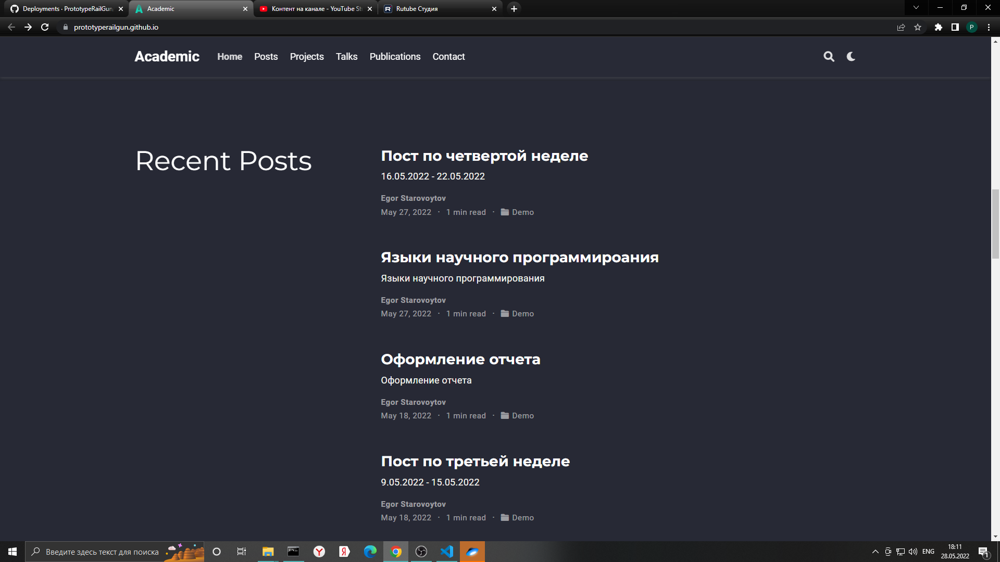 Deployments · PrototypeRailGun
Academic
Контент на канале - YouTube St
Rutube Студия
prototyperailgun.github.io
P
Academic Home Posts Projects Talks Publications Contact
Recent Posts
Пост по четвертой неделе
16.05.2022 - 22.05.2022
Egor Starovoytov
May 27, 2022 · 1 min read · Demo
Языки научного программироания
Языки научного программирования
Egor Starovoytov
May 27, 2022 · 1 min read · Demo
Оформление отчета
Оформление отчета
Egor Starovoytov
May 18, 2022 · 1 min read · Demo
Пост по третьей неделе
9.05.2022 - 15.05.2022
Egor Starovoytov
May 18, 2022 · 1 min read · Demo
Введите здесь текст для поиска
ENG
18:11
28.05.2022
1